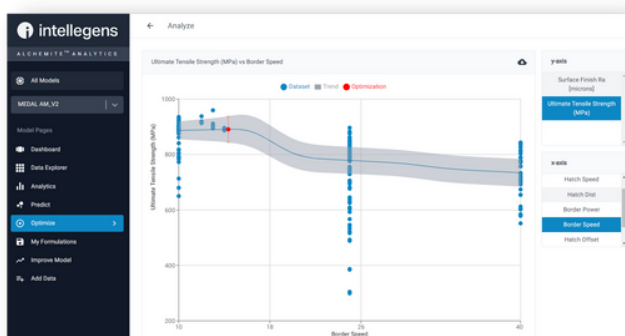 intellegens
ALCHEMITE™ ANALYTICS
All Models
MEDAL AM_V2
Model Pages
Dashboard
Data Explorer
Analytics
Predict
Optimize
My Formulations
Improve Model
Add Data
Analyze
Ultimate Tensile Strength (MPa) vs Border Speed
Dataset Trend Optimization
Ultimate Tensile Strength (MPa)
1000
800
600
400
200
10 18 26 40
Border Speed
y-axis
Surface Finish Ra
[microns]
Ultimate Tensile Strength
(MPa)
x-axis
Hatch Speed
Hatch Dist
Border Power
Border Speed
Hatch Offset